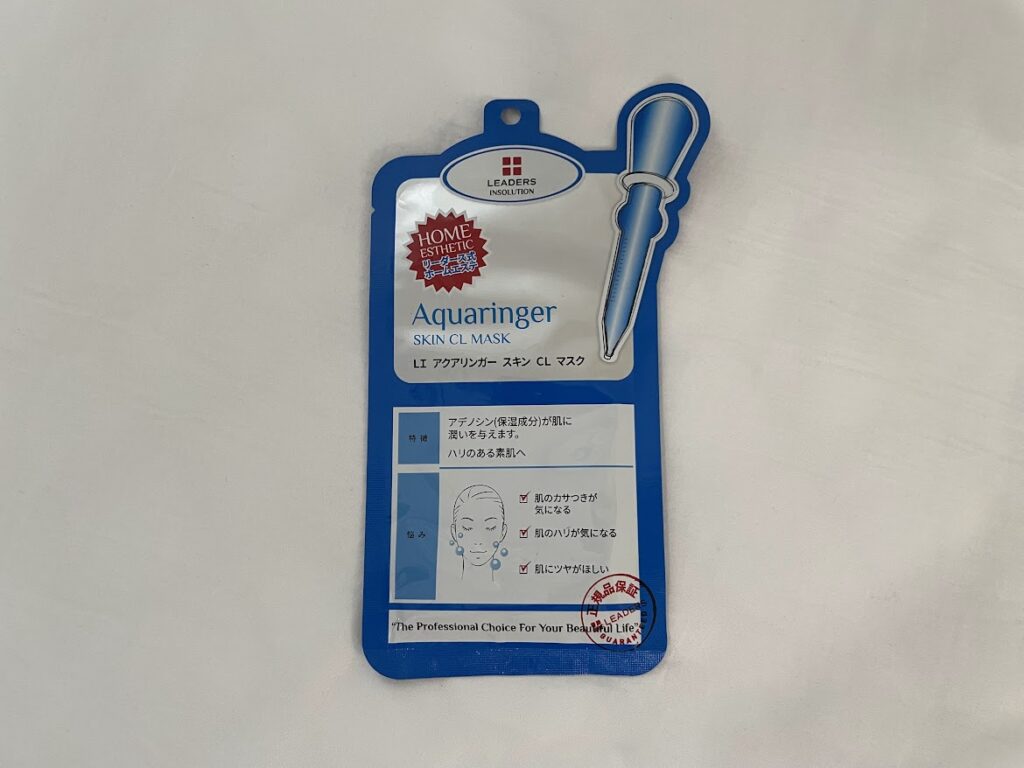 LEADERS
INSOLUTION
HOME
ESTHETIC
リーダース式
ホームエステ
Aquaringer
SKIN CL MASK
LI アクアリンガー スキン CL マスク
特 徴
アデノシン(保湿成分)が肌に
潤いを与えます。
ハリのある素肌へ
悩 み
肌のカサつきが
気になる
肌のハリが気になる
肌にツヤがほしい
"The Professional Choice For Your Beautiful Life"
正規品保証
LEADERS
GUARANTEED